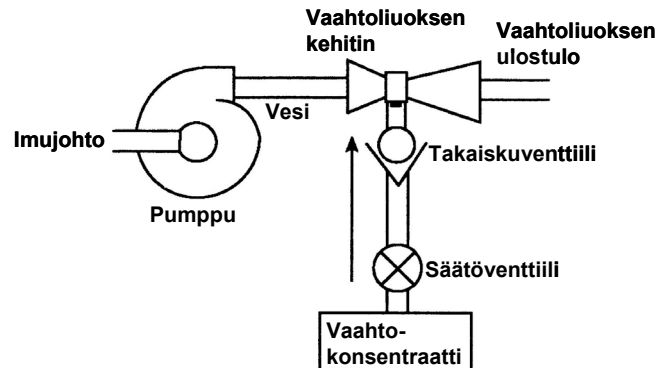 Vaahtoliuoksen
kehitin
Vaahtoliuoksen
ulostulo
Vesi
Imujohto
Takaiskuventtiili
Pumppu
Säätöventtiili
Vaahto-
konsentraatti